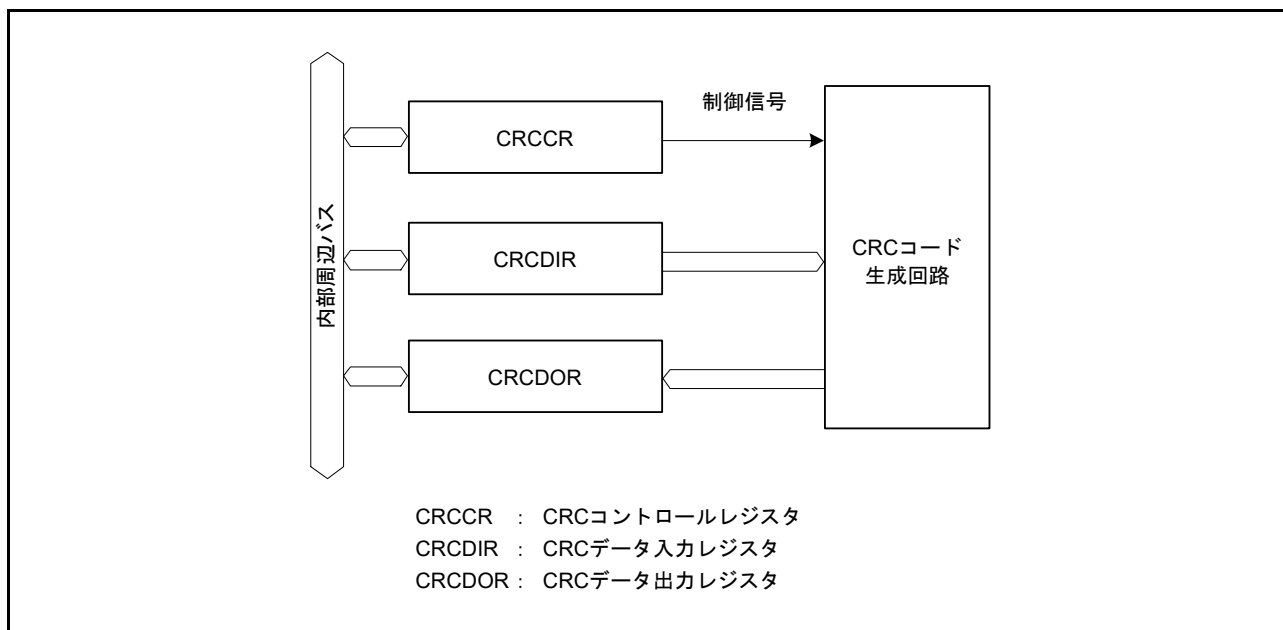 制御信号
CRCCR
内部周辺バス
CRCDIR
CRCコード
生成回路
CRCDOR
CRCCR : CRCコントロールレジスタ
CRCDIR : CRCデータ入力レジスタ
CRCDOR : CRCデータ出力レジスタ